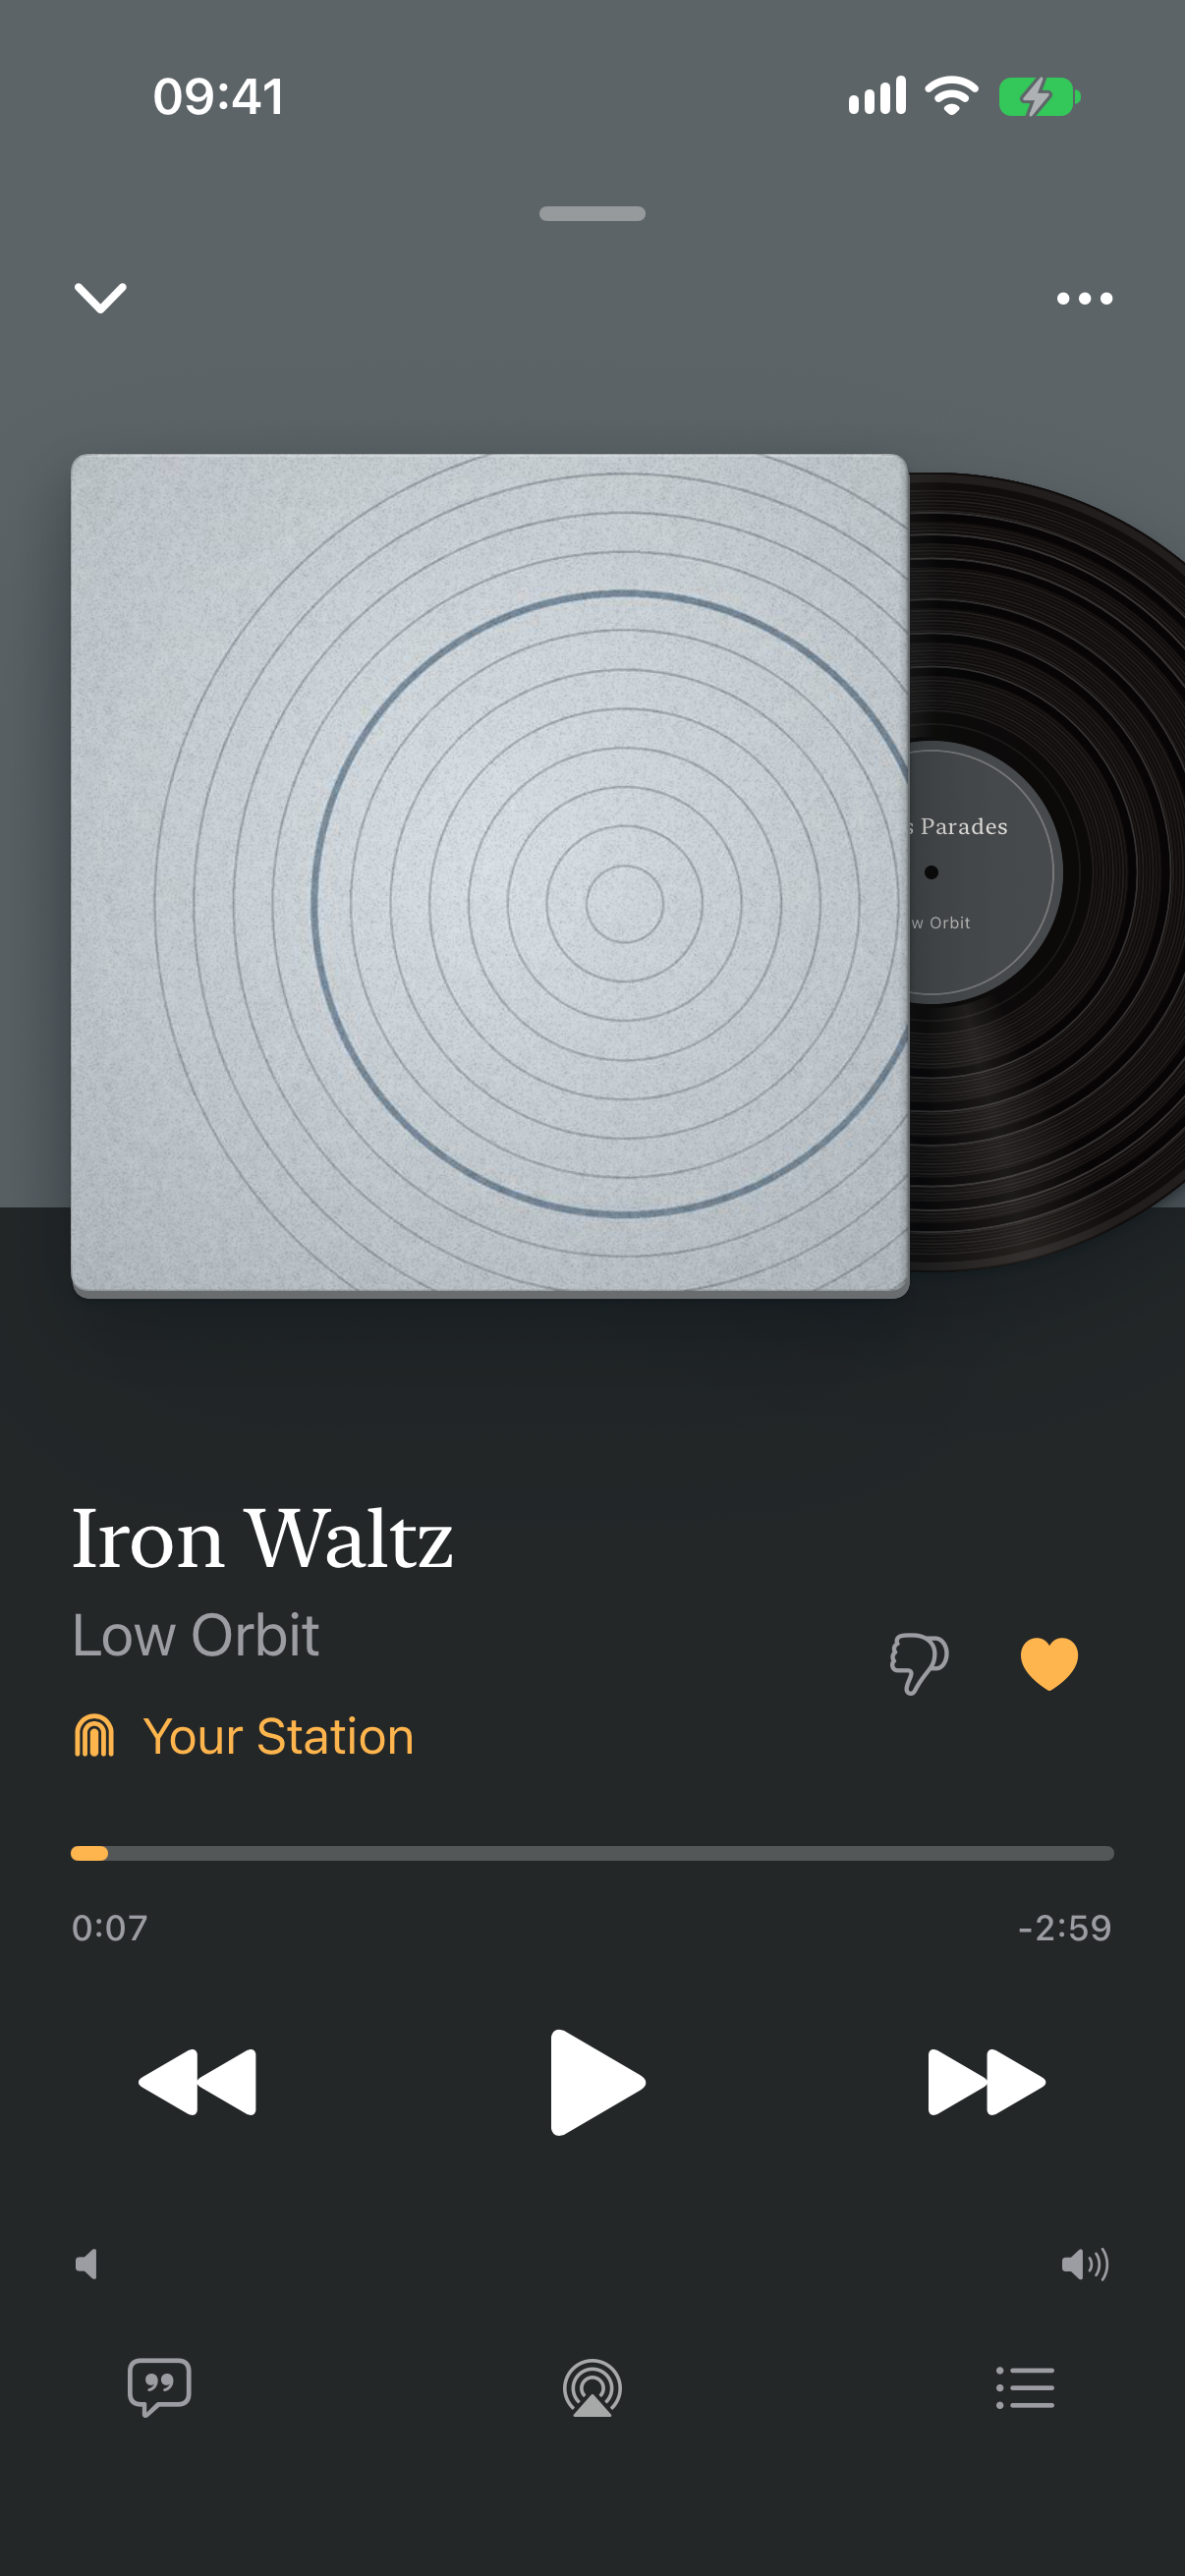 09:41
s Parades
w Orbit
Iron Waltz
Low Orbit
Your Station
0:07
-2:59